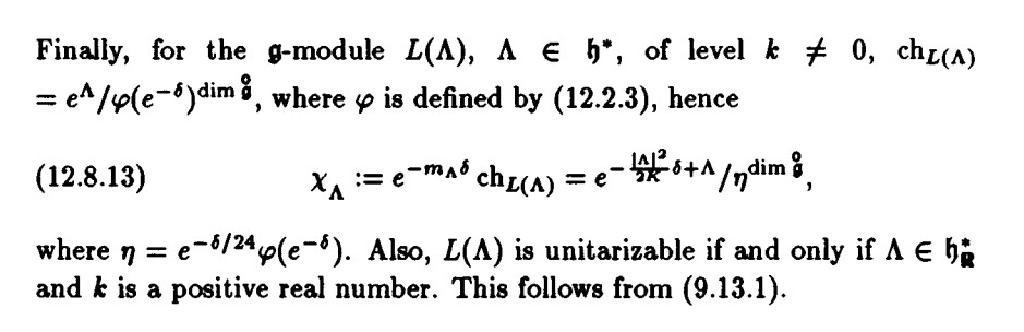 Finally, for the 𝔤-module L(Λ), Λ ∈ 𝔥*, of level k ≠ 0, ch_{L(Λ)}
= e^Λ/φ(e^{−δ})^{dim 𝔤̊}, where φ is defined by (12.2.3), hence
(12.8.13) χ_Λ := e^{−m_Λ δ} ch_{L(Λ)} = e^{−\frac{|Λ|²}{2K}δ+Λ}/η^{dim 𝔤̊},
where η = e^{−δ/24}φ(e^{−δ}). Also, L(Λ) is unitarizable if and only if Λ ∈ 𝔥*_𝐑
and k is a positive real number. This follows from (9.13.1).